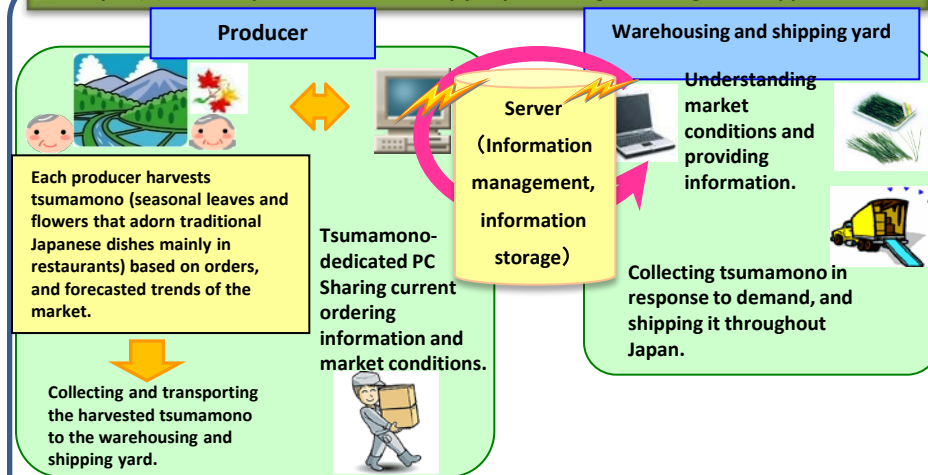 Producer
Warehousing and shipping yard
Each producer harvests
tsumamono (seasonal leaves and
flowers that adorn traditional
Japanese dishes mainly in
restaurants) based on orders,
and forecasted trends of the
market.
Collecting and transporting
the harvested tsumamono
to the warehousing and
shipping yard.
Tsumamono-
dedicated PC
Sharing current
ordering
information and
market conditions.
Server
（Information
management,
information
storage）
Understanding
market
conditions and
providing
information.
Collecting tsumamono in
response to demand, and
shipping it throughout
Japan.